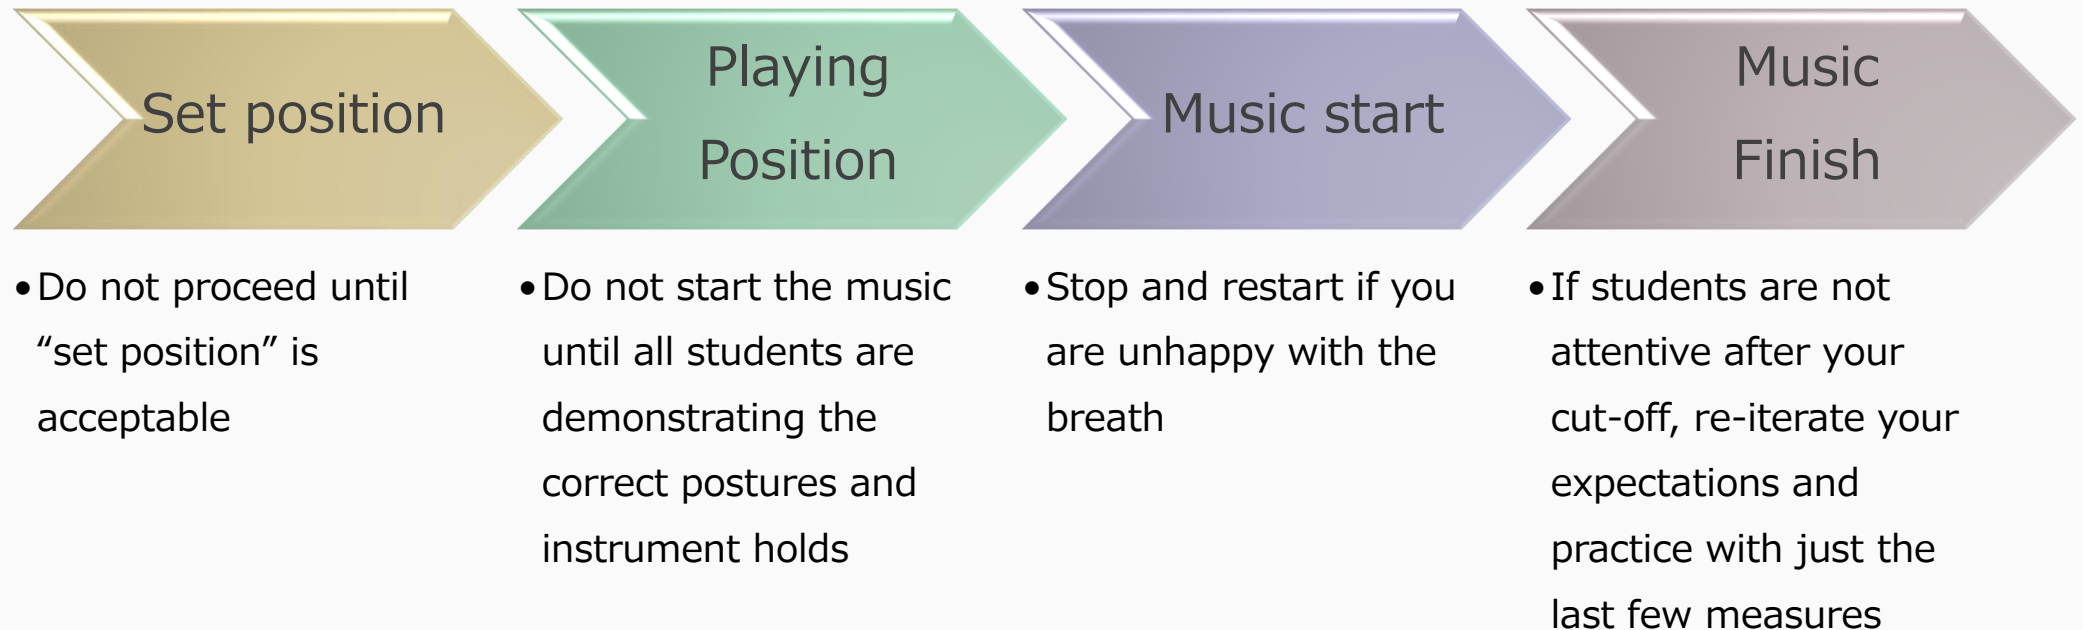 Set position
Playing
Position
Music start
Music
Finish
•Do not proceed until
“set position” is
acceptable
•Do not start the music
until all students are
demonstrating the
correct postures and
instrument holds
•Stop and restart if you
are unhappy with the
breath
•If students are not
attentive after your
cut-off, re-iterate your
expectations and
practice with just the
last few measures